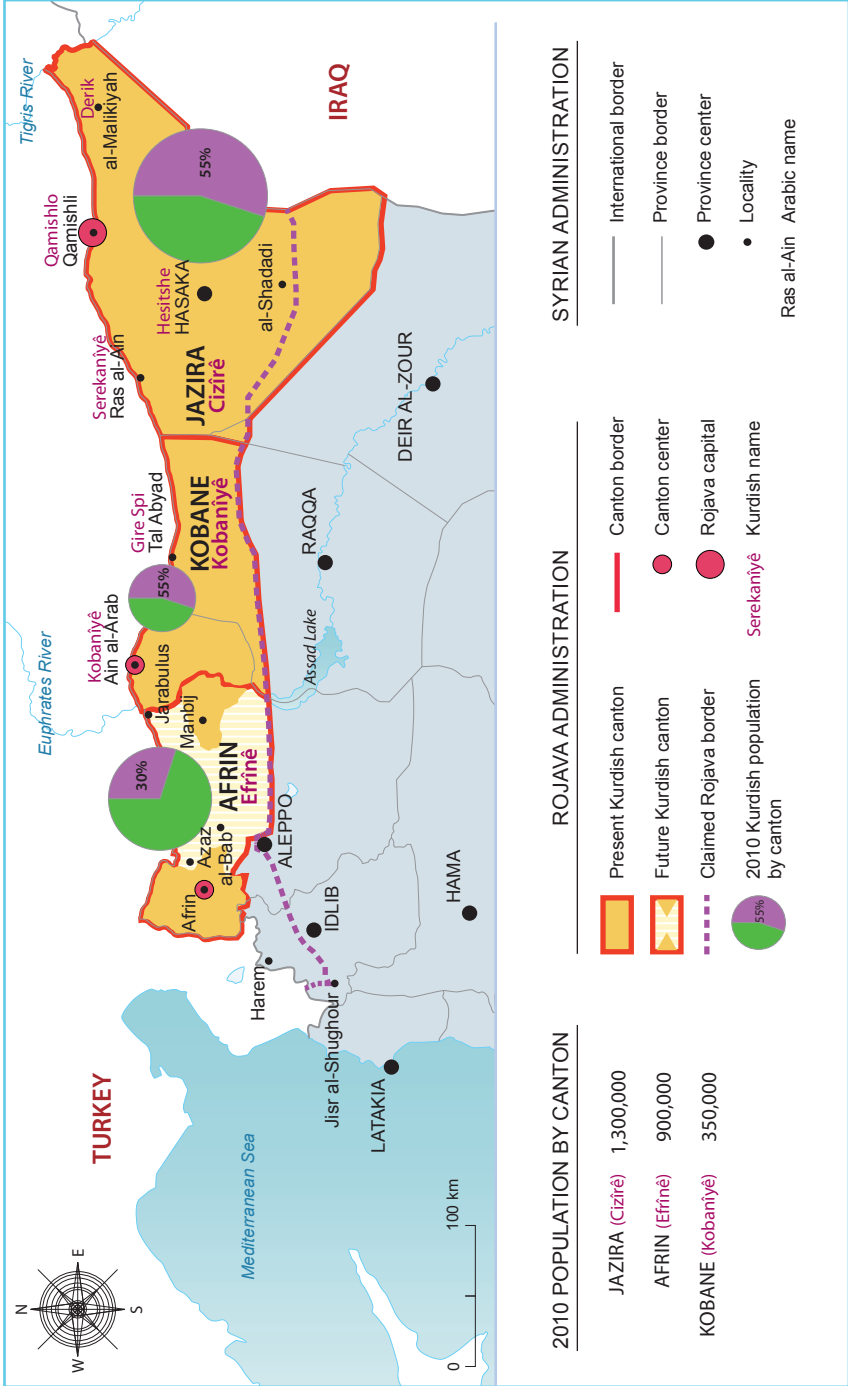 N
W
E
S
TURKEY
Mediterranean Sea
0
100 km
Euphrates River
Tigris River
IRAQ
Afrin
Azaz
al-Bab
AFRIN
Efrînê
30%
Jarabulus
Manbij
Kobanîyê
Ain al-Arab
55%
Gire Spi
Tal Abyad
KOBANE
Kobanîyê
Serekanîyê
Ras al-Ain
JAZIRA
Cizîrê
Hesitshe
HASAKA
Qamishlo
Qamishli
Derik
al-Malikiyah
55%
al-Shadadi
Harem
ALEPPO
IDLIB
Jisr al-Shughour
LATAKIA
HAMA
Assad Lake
RAQQA
DEIR AL-ZOUR
2010 POPULATION BY CANTON
JAZIRA (Cizîrê) 1,300,000
AFRIN (Efrînê) 900,000
KOBANE (Kobanîyê) 350,000
ROJAVA ADMINISTRATION
Present Kurdish canton
Future Kurdish canton
Claimed Rojava border
55%
2010 Kurdish population
by canton
Canton border
Canton center
Rojava capital
Serekanîyê Kurdish name
SYRIAN ADMINISTRATION
International border
Province border
Province center
Locality
Ras al-Ain Arabic name